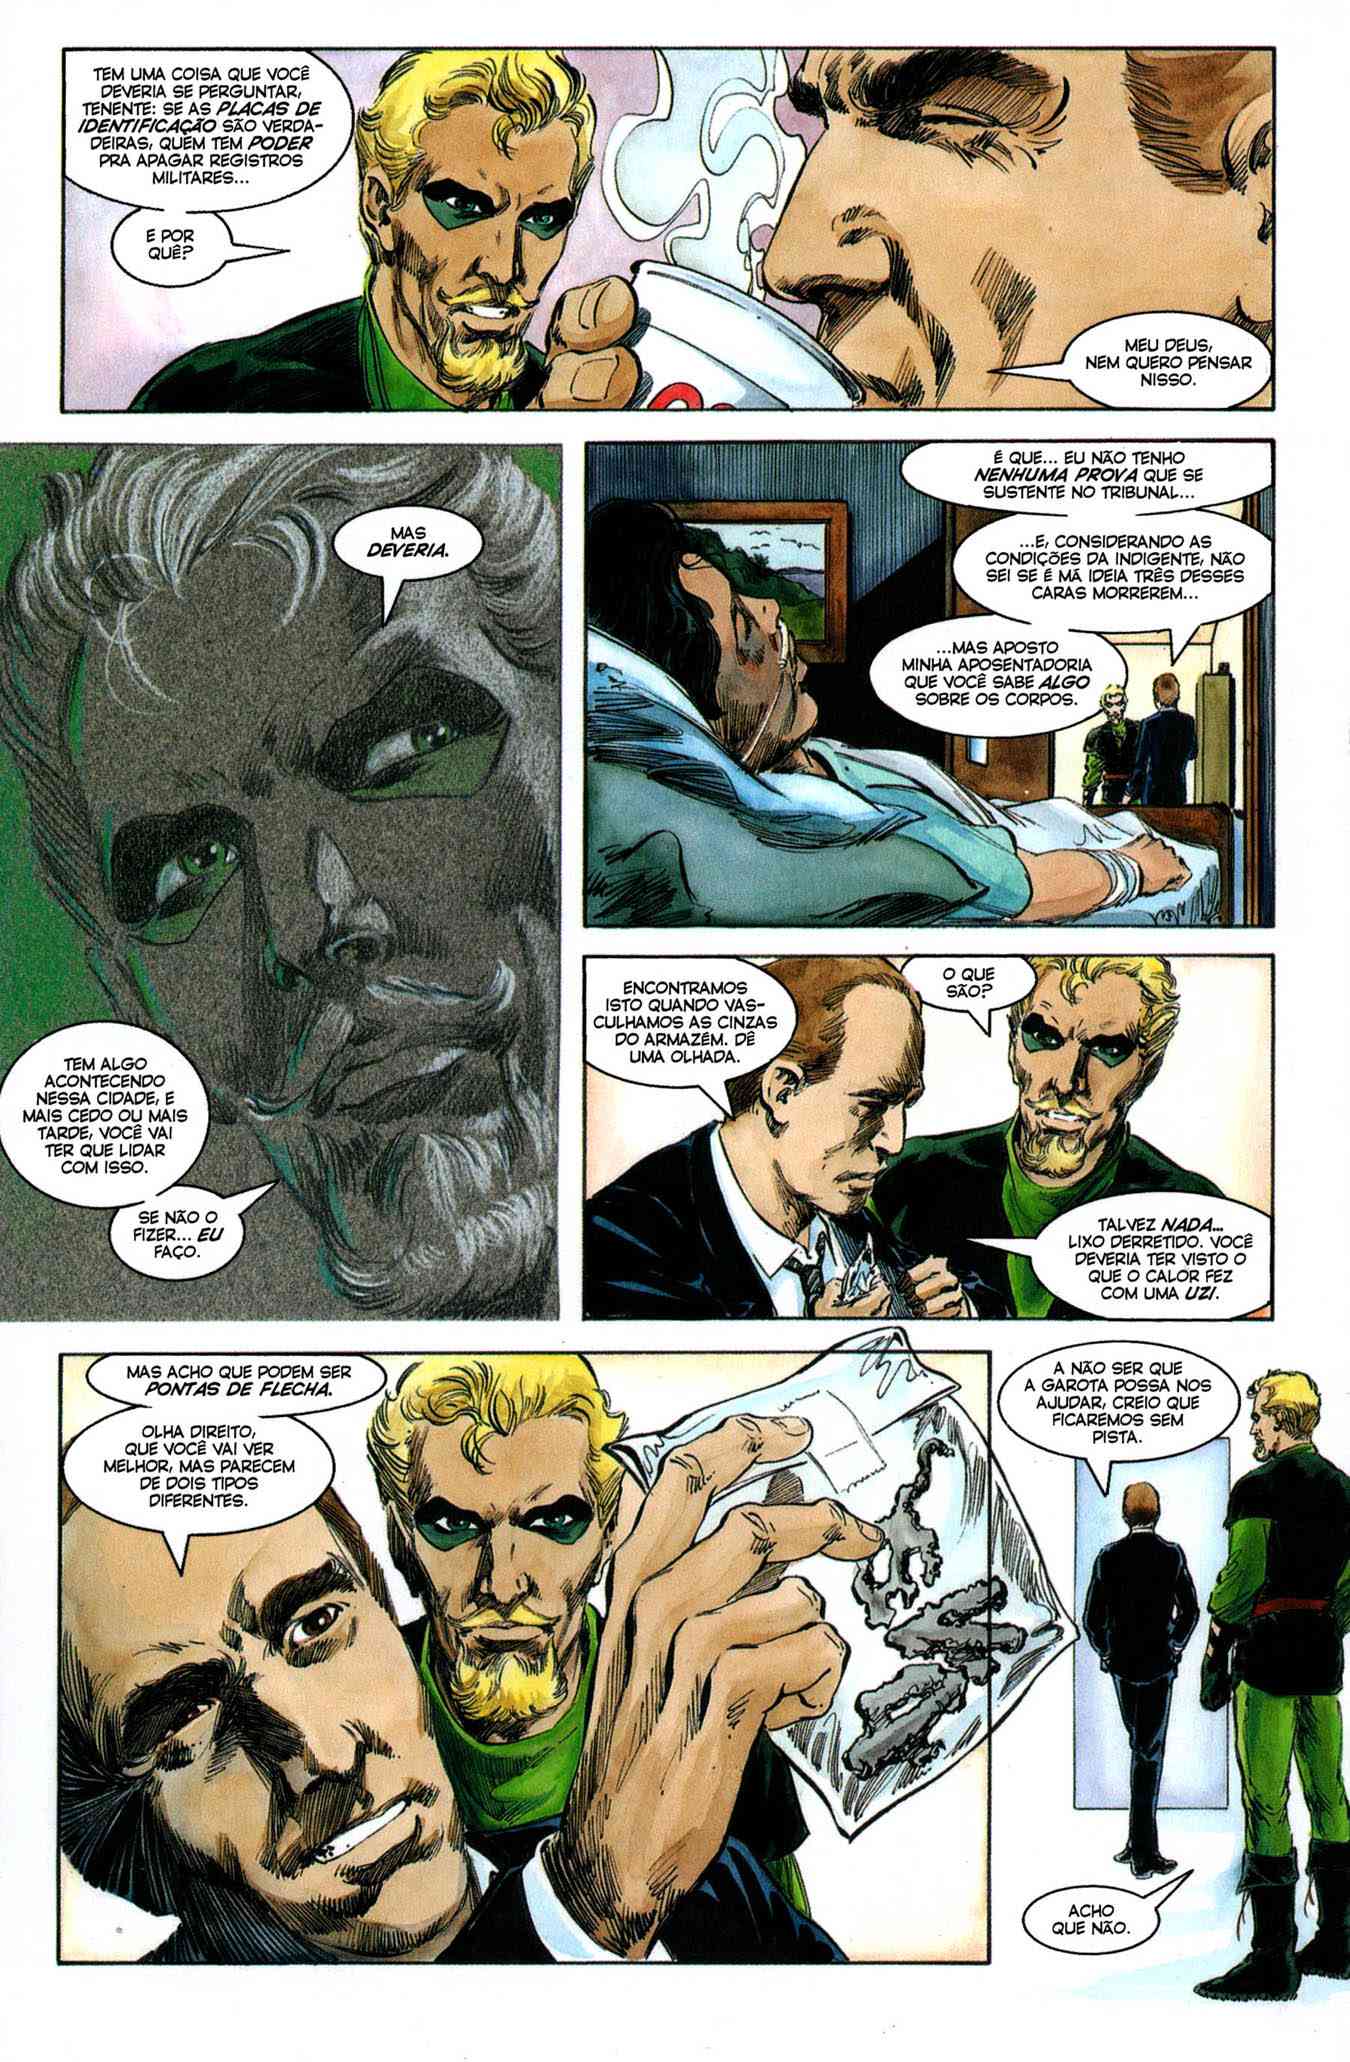 TEM UMA COISA QUE VOCÊ
DEVERIA SE PERGUNTAR,
TENENTE: SE AS PLACAS DE
IDENTIFICAÇÃO SÃO VERDA-
DEIRAS, QUEM TEM PODER
PRA APAGAR REGISTROS
MILITARES...
E POR
QUÊ?
MEU DEUS,
NEM QUERO PENSAR
NISSO.
MAS
DEVERIA.
TEM ALGO
ACONTECENDO
NESSA CIDADE, E
MAIS CEDO OU MAIS
TARDE, VOCÊ VAI
TER QUE LIDAR
COM ISSO.
SE NÃO O
FIZER... EU
FAÇO.
É QUE... EU NÃO TENHO
NENHUMA PROVA QUE SE
SUSTENTE NO TRIBUNAL...
...E, CONSIDERANDO AS
CONDIÇÕES DA INDIGENTE, NÃO
SEI SE É MÁ IDEIA TRÊS DESSES
CARAS MORREREM...
...MAS APOSTO
MINHA APOSENTADORIA
QUE VOCÊ SABE ALGO
SOBRE OS CORPOS.
ENCONTRAMOS
ISTO QUANDO VAS-
CULHAMOS AS CINZAS
DO ARMAZÉM. DÊ
UMA OLHADA.
O QUE
SÃO?
TALVEZ NADA...
LIXO DERRETIDO. VOCÊ
DEVERIA TER VISTO O
QUE O CALOR FEZ
COM UMA UZI.
MAS ACHO QUE PODEM SER
PONTAS DE FLECHA.
OLHA DIREITO,
QUE VOCÊ VAI VER
MELHOR, MAS PARECEM
DE DOIS TIPOS
DIFERENTES.
A NÃO SER QUE
A GAROTA POSSA NOS
AJUDAR, CREIO QUE
FICAREMOS SEM
PISTA.
ACHO
QUE NÃO.